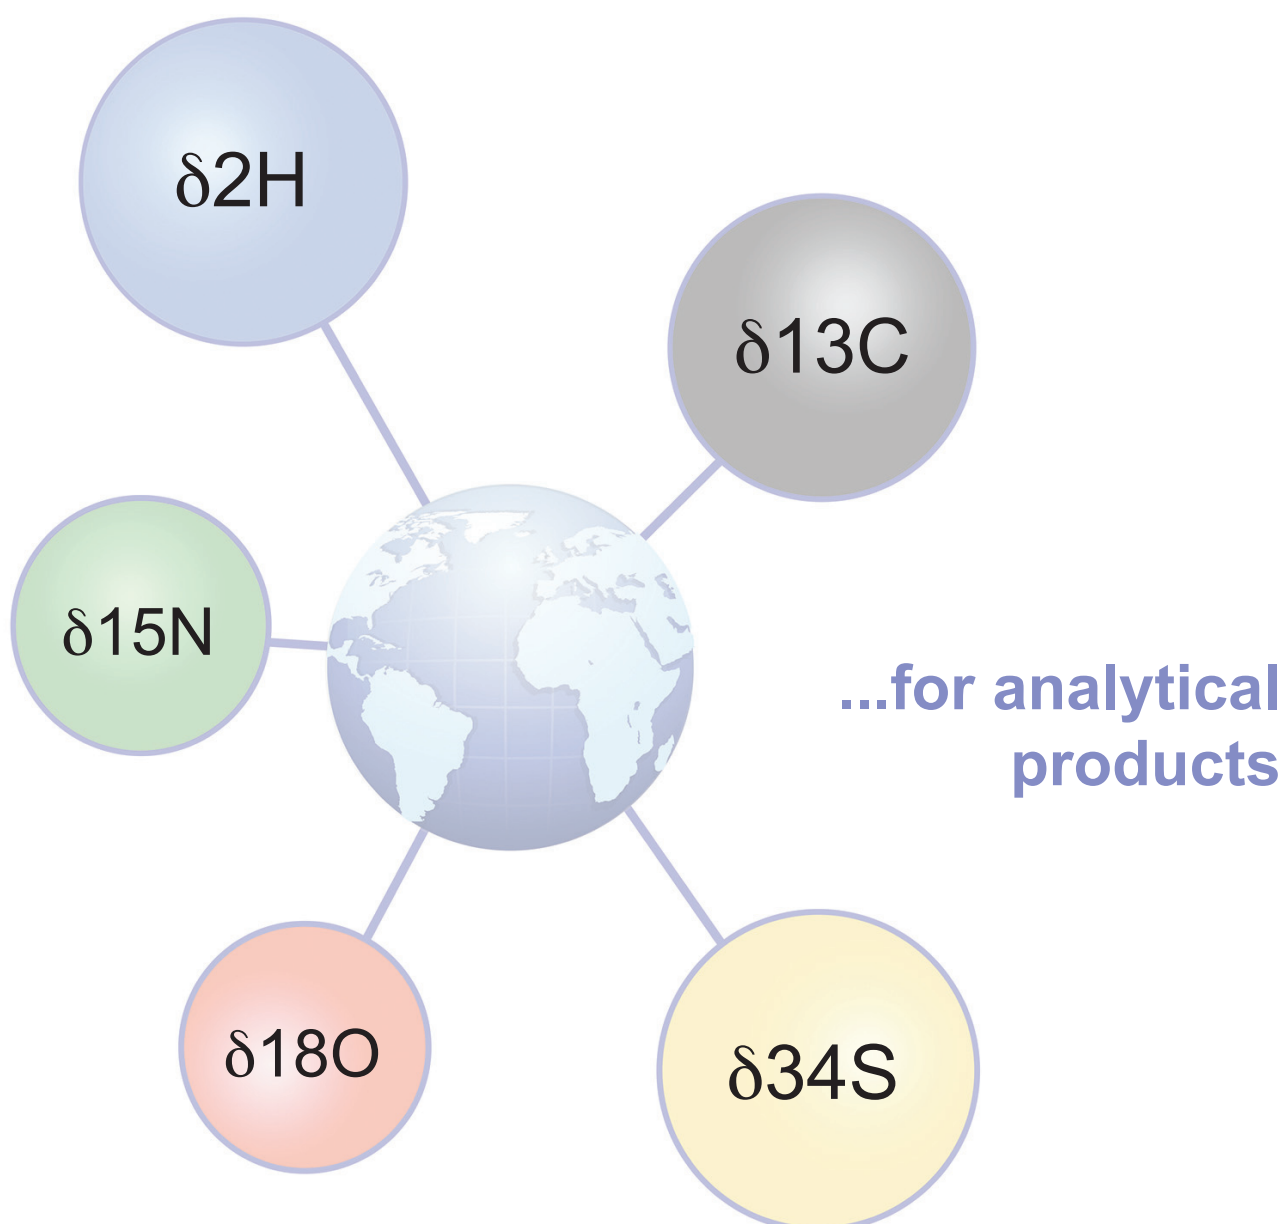 δ2H
δ13C
δ15N
...for analytical
products
δ18O
δ34S